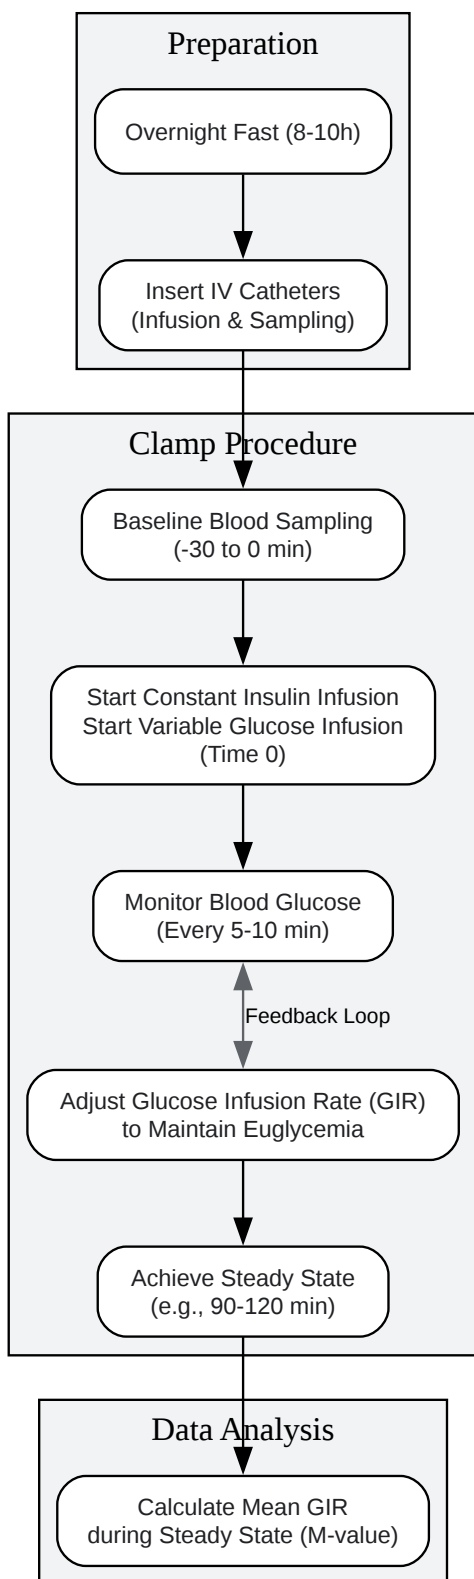 Preparation
Overnight Fast (8-10h)
Insert IV Catheters
(Infusion & Sampling)
Clamp Procedure
Baseline Blood Sampling
(-30 to 0 min)
Start Constant Insulin Infusion
Start Variable Glucose Infusion
(Time 0)
Monitor Blood Glucose
(Every 5-10 min)
Feedback Loop
Adjust Glucose Infusion Rate (GIR)
to Maintain Euglycemia
Achieve Steady State
(e.g., 90-120 min)
Data Analysis
Calculate Mean GIR
during Steady State (M-value)